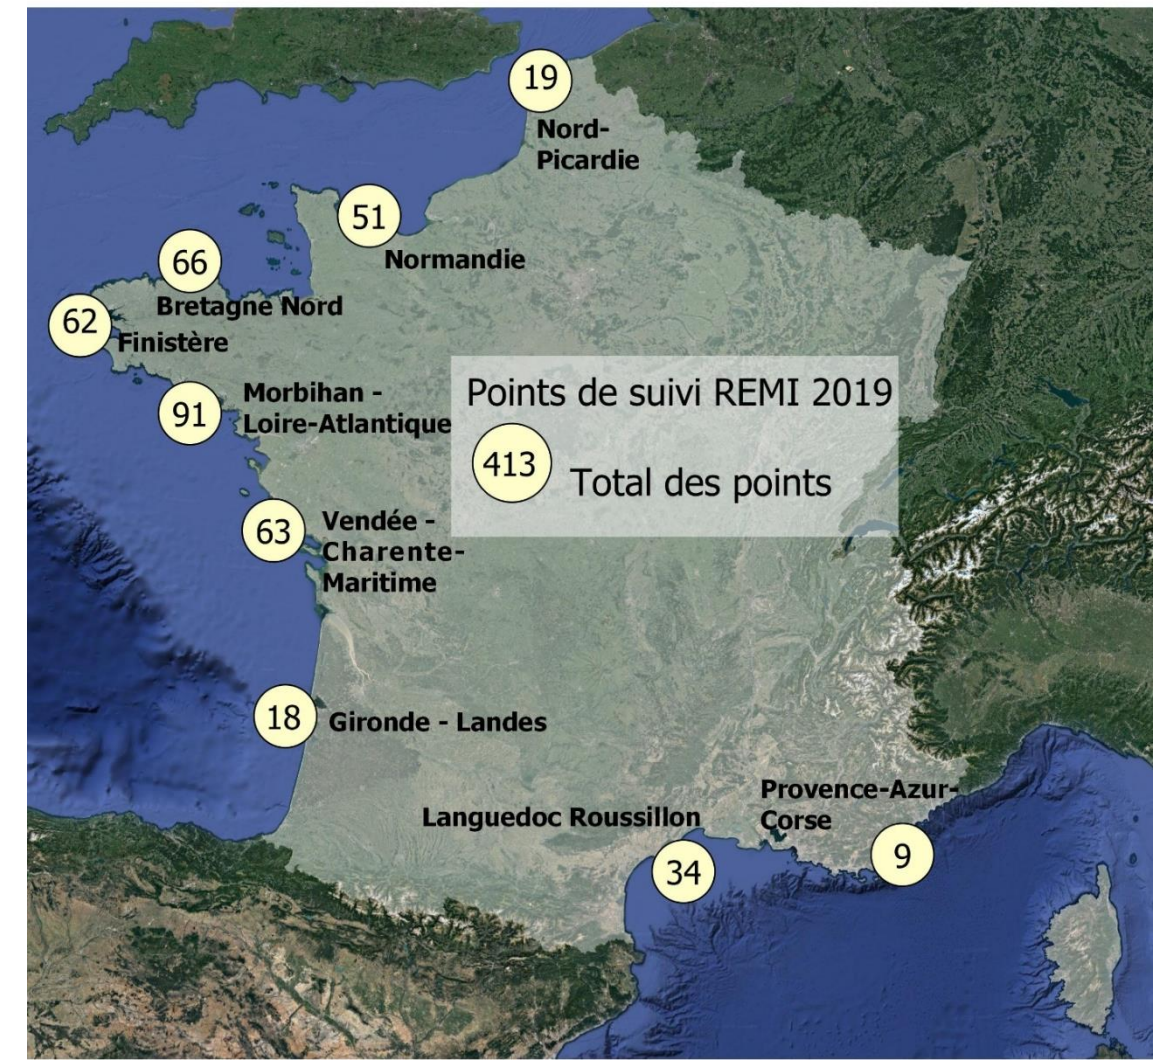 19
Nord-
Picardie
51
Normandie
66
Bretagne Nord
62
Finistère
91
Morbihan -
Loire-Atlantique
Points de suivi REMI 2019
413
Total des points
63
Vendée -
Charente-
Maritime
18
Gironde - Landes
Languedoc Roussillon
34
Provence-Azur-
Corse
9